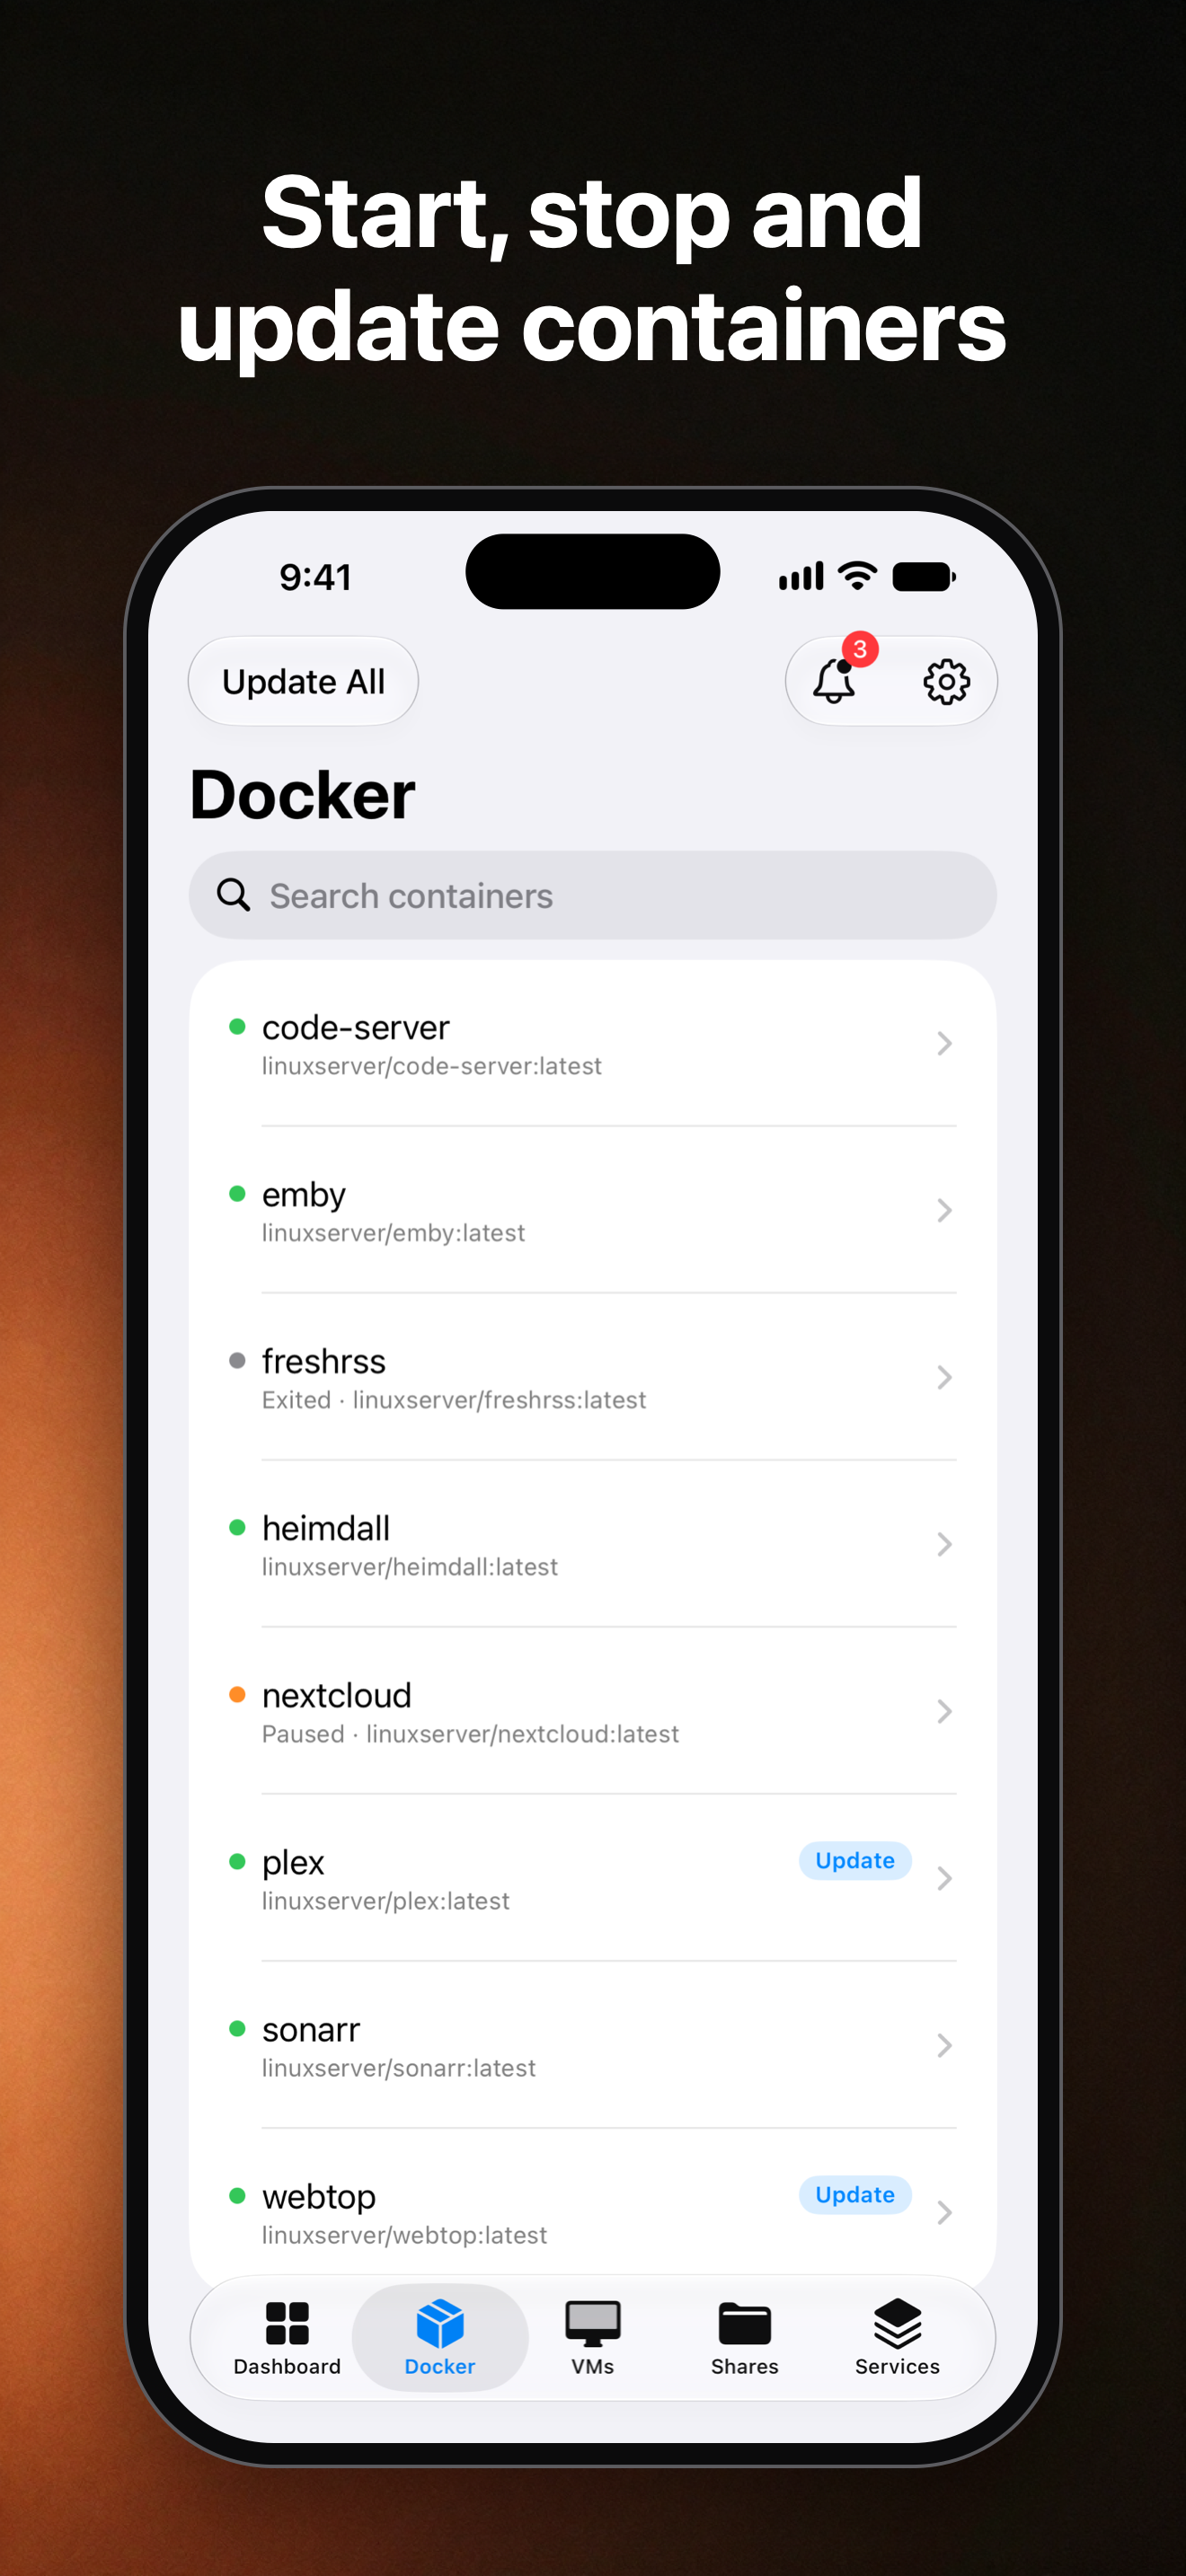 Start, stop and
update containers
9:41
Update All
3
Docker
Search containers
code-server
linuxserver/code-server:latest
emby
linuxserver/emby:latest
freshrss
Exited · linuxserver/freshrss:latest
heimdall
linuxserver/heimdall:latest
nextcloud
Paused · linuxserver/nextcloud:latest
plex
Update
linuxserver/plex:latest
sonarr
linuxserver/sonarr:latest
webtop
Update
linuxserver/webtop:latest
Dashboard
Docker
VMs
Shares
Services